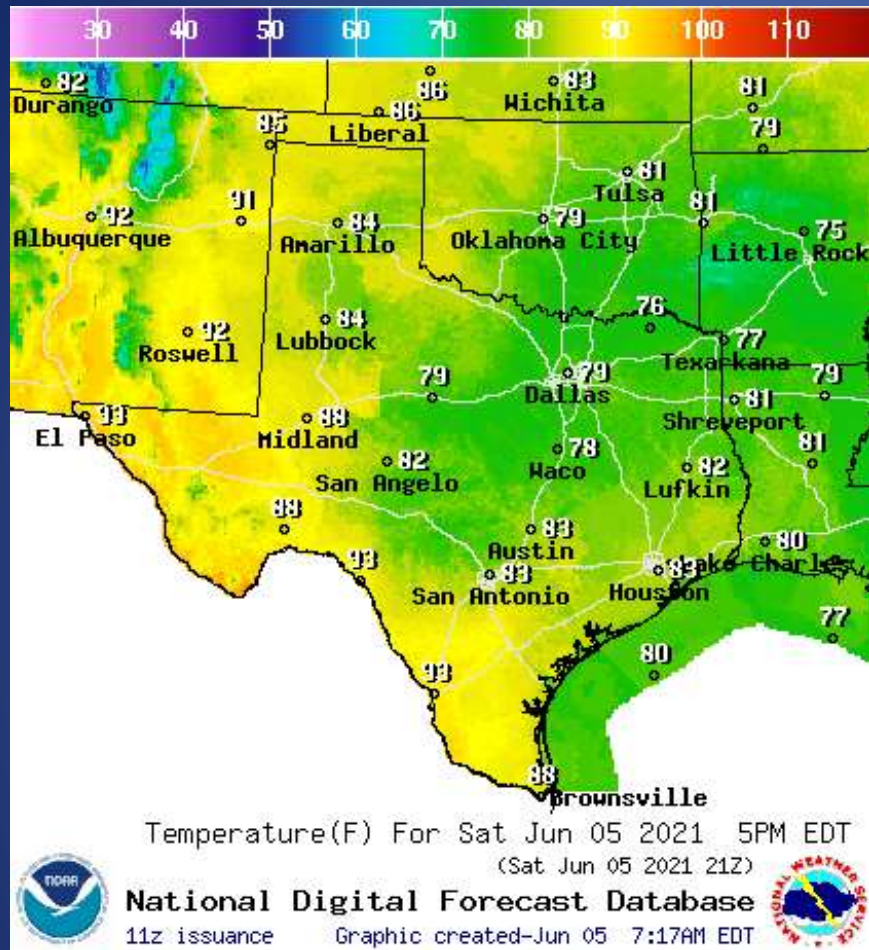 30 40 50 60 70 80 90 100 110
82
Durango
86
83
Wichita
86
Liberal
81
79
85
81
Tulsa
92
Albuquerque
91
84
Amarillo
79
Oklahoma City
81
75
Little Rock
92
Roswell
84
Lubbock
76
77
Texarkana
79
79
Dallas
81
Shreveport
79
93
El Paso
88
Midland
82
San Angelo
78
Waco
82
Lufkin
81
88
83
Austin
80
Lake Charles
93
83
San Antonio
83
Houston
77
93
80
88
Brownsville
Temperature(F) For Sat Jun 05 2021 5PM EDT
(Sat Jun 05 2021 21Z)
National Digital Forecast Database
11z issuance Graphic created-Jun 05 7:17AM EDT
NOAA
NATIONAL WEATHER SERVICE